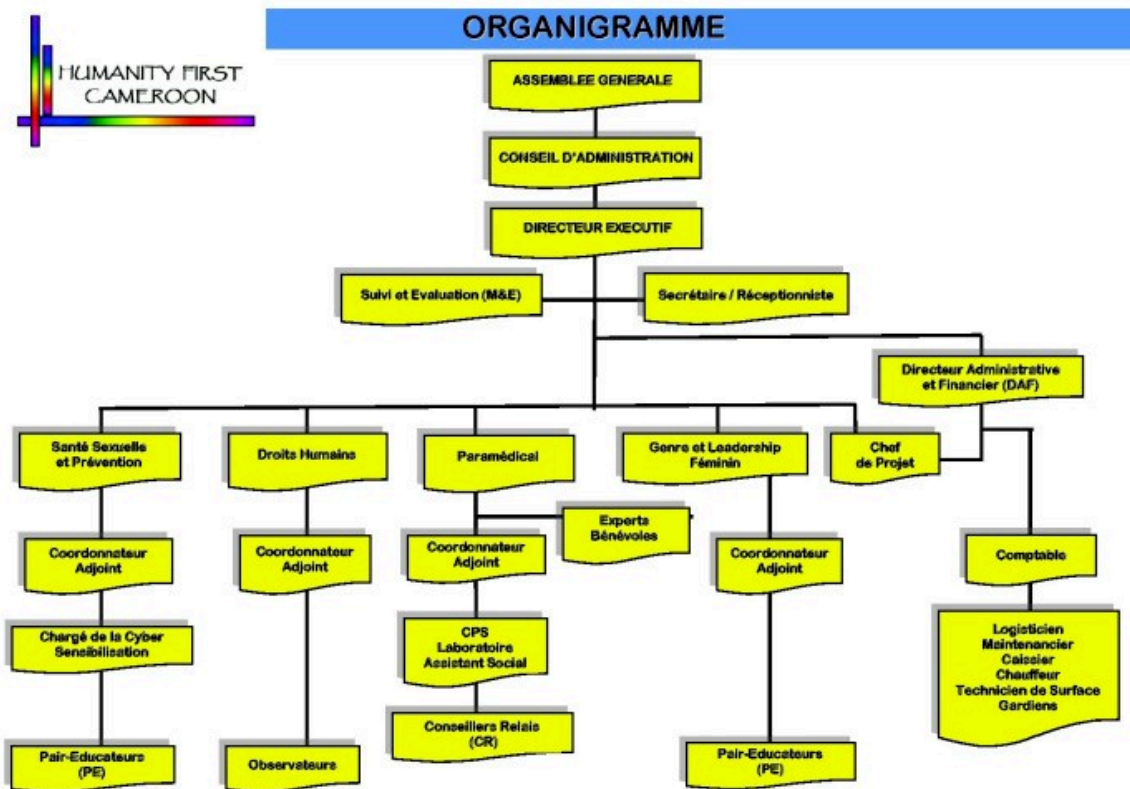 ORGANIGRAMME
HUMANITY FIRST
CAMEROON
ASSEMBLEE GENERALE
CONSEIL D'ADMINISTRATION
DIRECTEUR EXECUTIF
Suivi et Evaluation (M&E)
Secrétaire / Réceptionniste
Directeur Administrative
et Financier (DAF)
Santé Sexuelle
et Prévention
Droits Humains
Paramédical
Genre et Leadership
Féminin
Chef
de Projet
Experts
Bénévoles
Coordonnateur
Adjoint
Coordonnateur
Adjoint
Coordonnateur
Adjoint
Coordonnateur
Adjoint
Comptable
Chargé de la Cyber
Sensibilisation
CPS
Laboratoire
Assistant Social
Logisticien
Maintenancier
Caissier
Chauffeur
Technicien de Surface
Gardiens
Conseillers Relais
(CR)
Pair-Educateurs
(PE)
Observateurs
Pair-Educateurs
(PE)